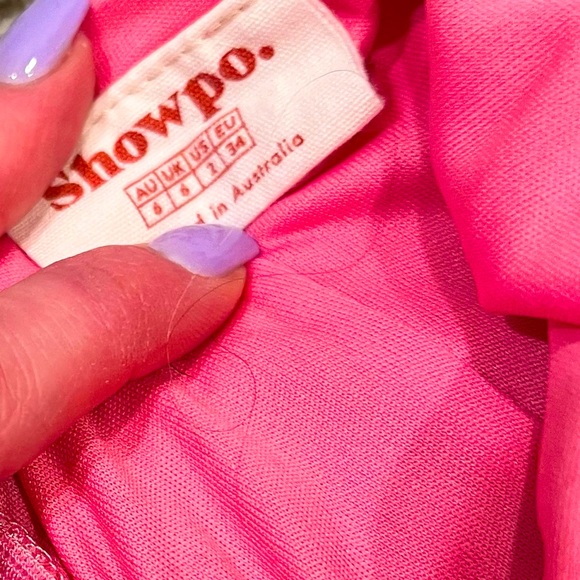 Showpo.
AU UK US EU
6 6 2 34
in Australia